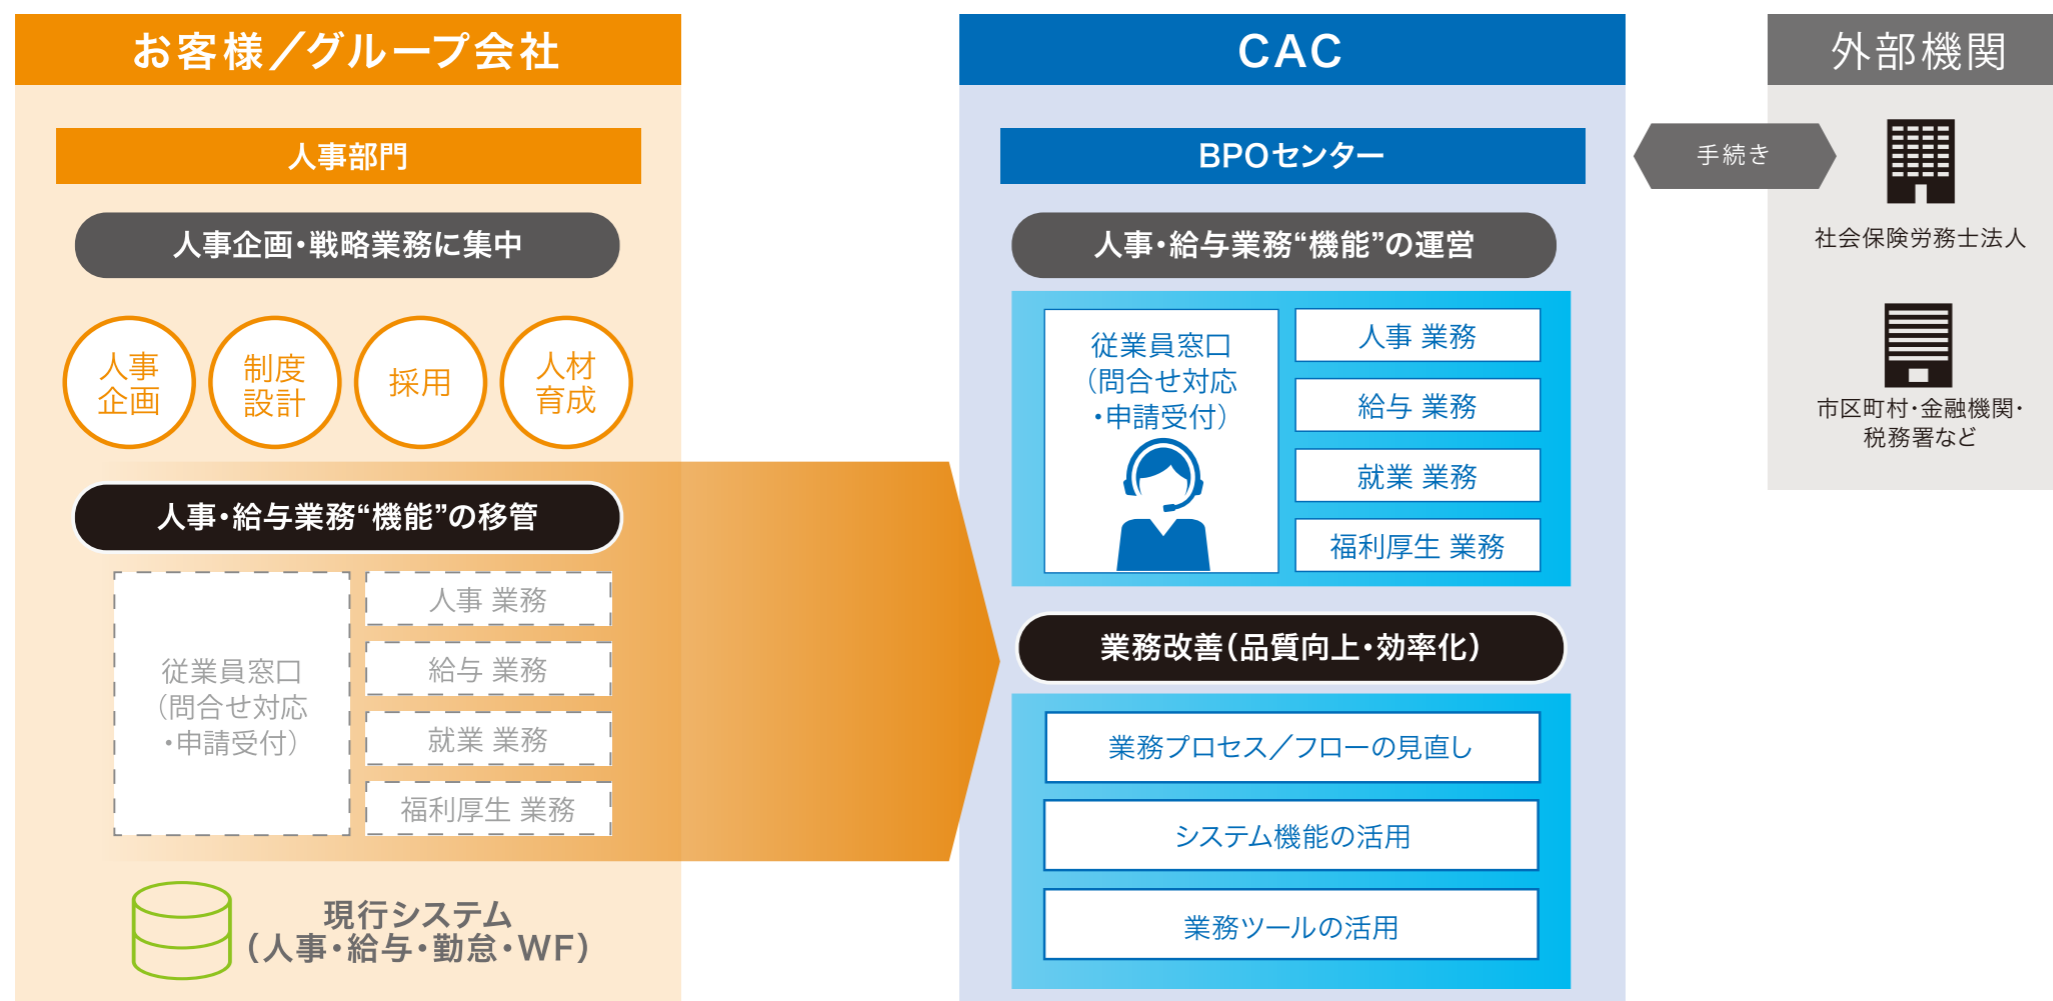 お客様／グループ会社
人事部門
人事企画・戦略業務に集中
人事
企画
制度
設計
採用
人材
育成
人事・給与業務“機能”の移管
従業員窓口
（問合せ対応
・申請受付）
人事 業務
給与 業務
就業 業務
福利厚生 業務
現行システム
（人事・給与・勤怠・WF）
CAC
BPOセンター
人事・給与業務“機能”の運営
従業員窓口
（問合せ対応
・申請受付）
人事 業務
給与 業務
就業 業務
福利厚生 業務
業務改善（品質向上・効率化）
業務プロセス／フローの見直し
システム機能の活用
業務ツールの活用
手続き
外部機関
社会保険労務士法人
市区町村・金融機関・
税務署など